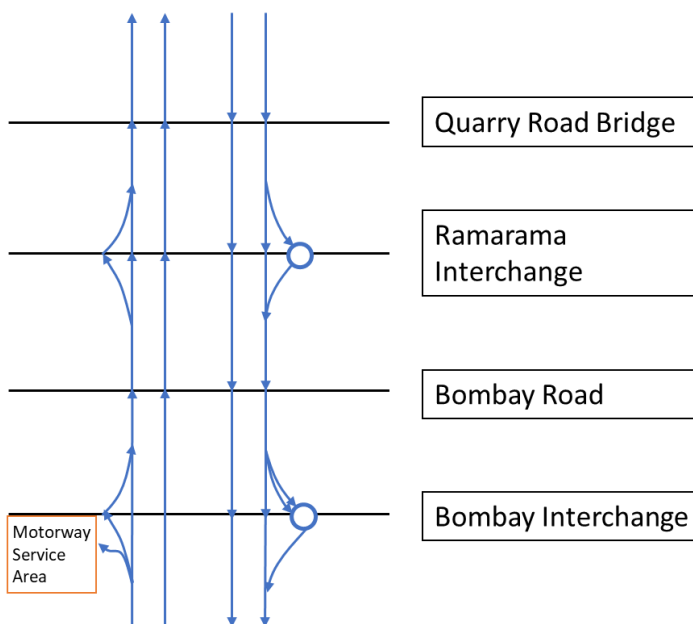 Quarry Road Bridge
Ramarama
Interchange
Bombay Road
Bombay Interchange
Motorway
Service
Area